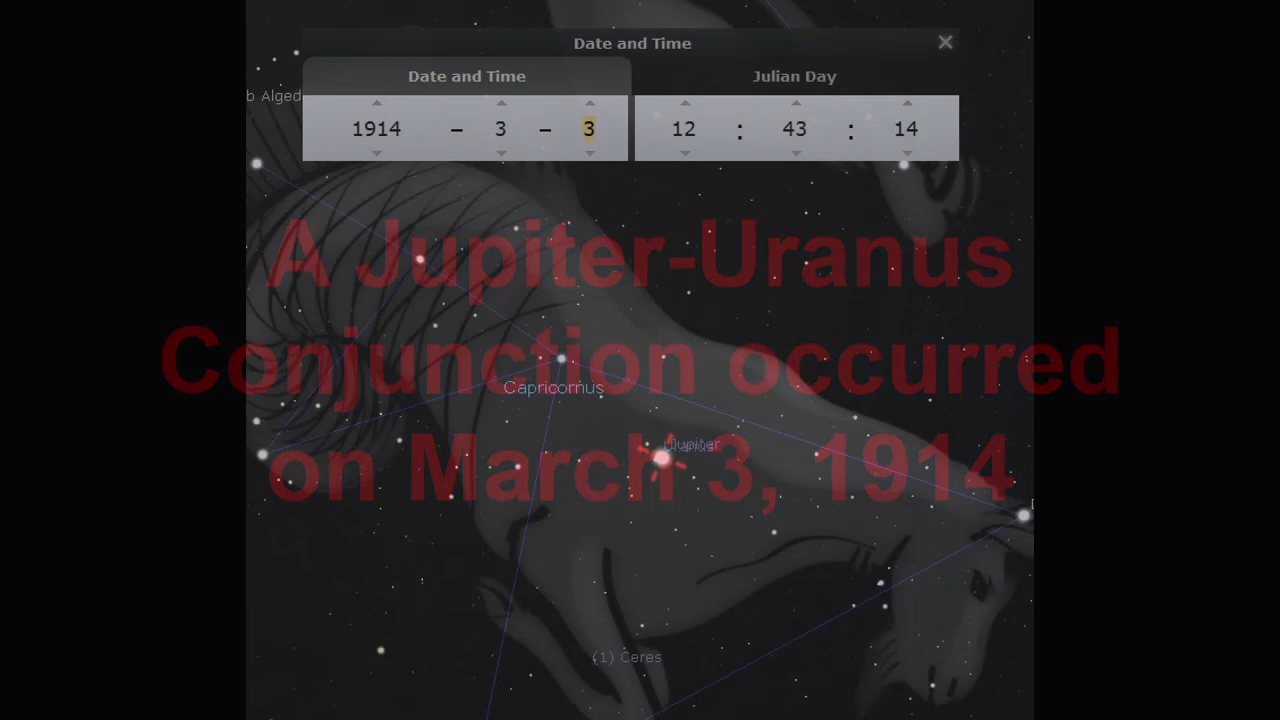 Date and Time
Date and Time Julian Day
b Alged
1914 - 3 - 3 12 : 43 : 14
A Jupiter-Uranus
Conjunction occurred
on March 3, 1914
Capricornus
Jupiter
Uranus
(1) Ceres